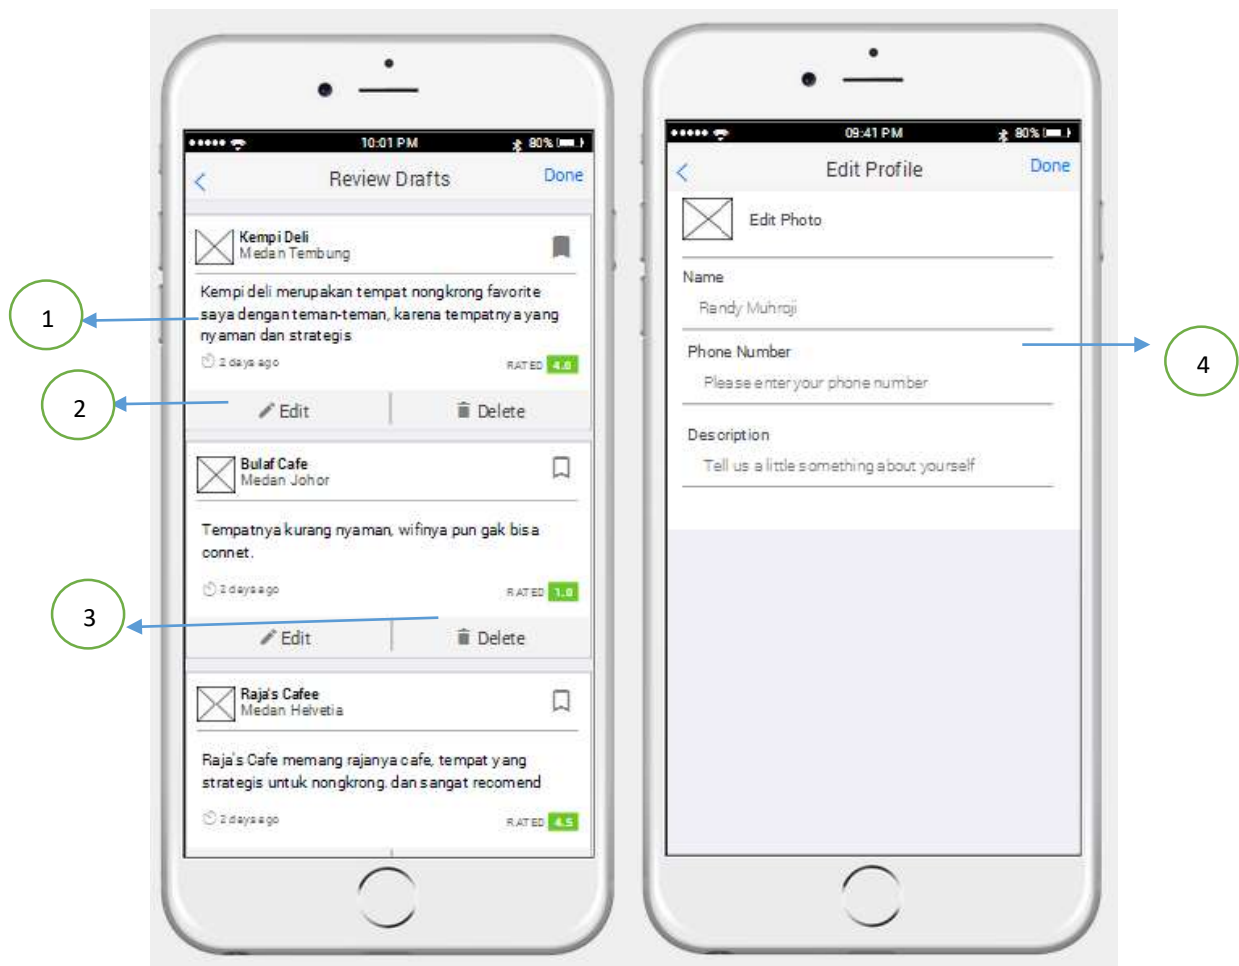 10:01 PM
80%
Review Drafts
Done
Kempi Deli
Medan Tembung
Kempi deli merupakan tempat nongkrong favorite
saya dengan teman-teman, karena tempatnya yang
nyaman dan strategis
2 days ago
RATED 4.0
Edit
Delete
Bulaf Cafe
Medan Johor
Tempatnya kurang nyaman, wifinya pun gak bisa
connet.
2 days ago
RATED 1.0
Edit
Delete
Raja's Cafee
Medan Helvetia
Raja's Cafe memang rajanya cafe, tempat yang
strategis untuk nongkrong. dan sangat recomend
2 days ago
RATED 4.5
1
2
3
09:41 PM
80%
Edit Profile
Done
Edit Photo
Name
Randy Muhroji
Phone Number
Please enter your phone number
Description
Tell us a little something about yourself
4